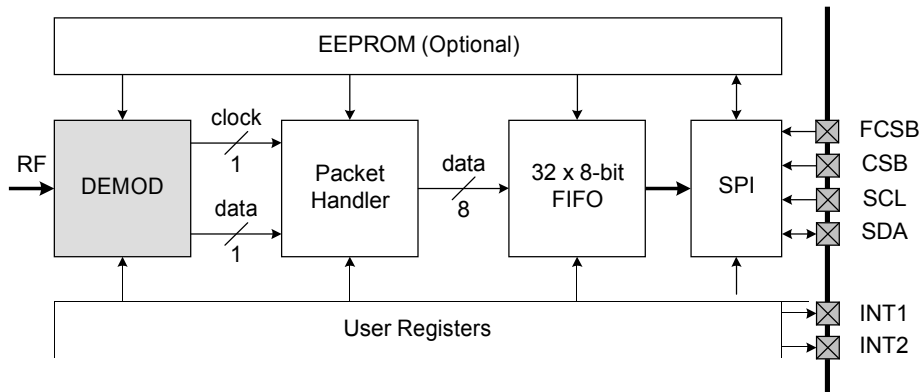 EEPROM (Optional)
RF
DEMOD
clock
1
data
1
Packet
Handler
data
8
32 x 8-bit
FIFO
SPI
FCSB
CSB
SCL
SDA
User Registers
INT1
INT2